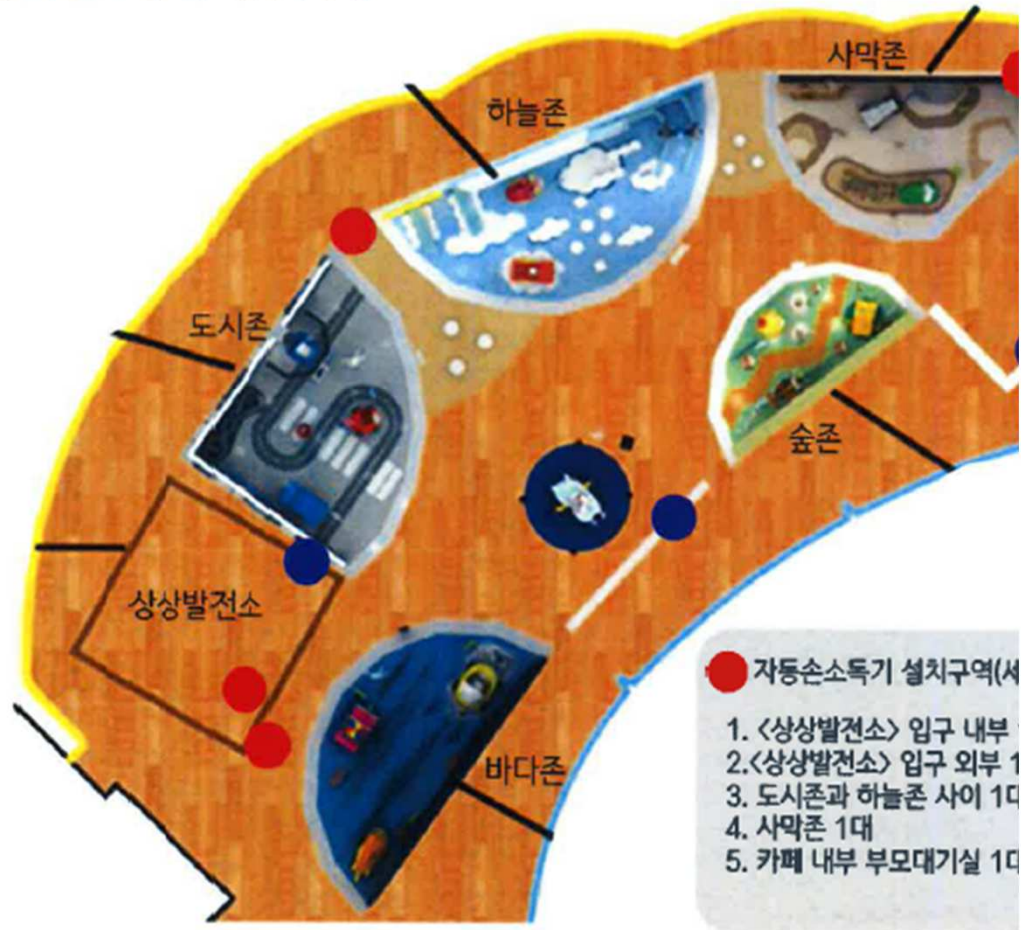 사막존
하늘존
도시존
숲존
상상발전소
바다존
자동손소독기 설치구역(세
1. <상상발전소> 입구 내부
2.<상상발전소> 입구 외부 1
3. 도시존과 하늘존 사이 1대
4. 사막존 1대
5. 카페 내부 부모대기실 1대